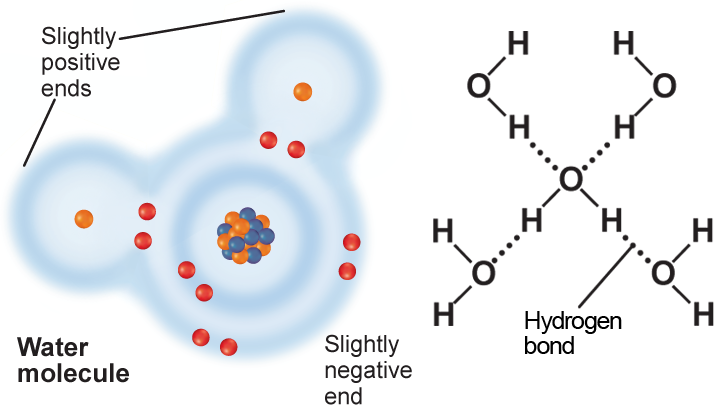 Slightly
positive
ends
Water
molecule
Slightly
negative
end
H H
O O
H H
O
H H
H H
O O
H H
Hydrogen
bond